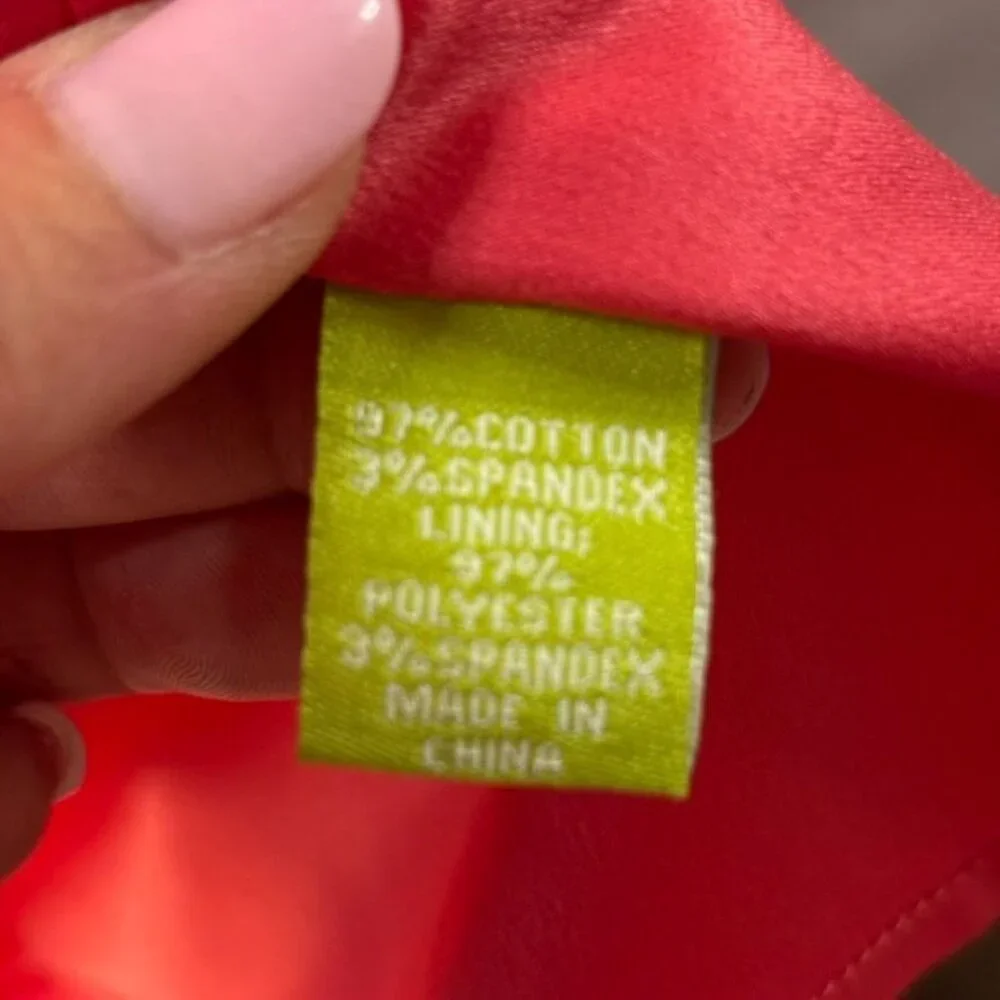 97%COTTON
3%SPANDEX
LINING;
97%
POLYESTER
3%SPANDEX
MADE IN
CHINA